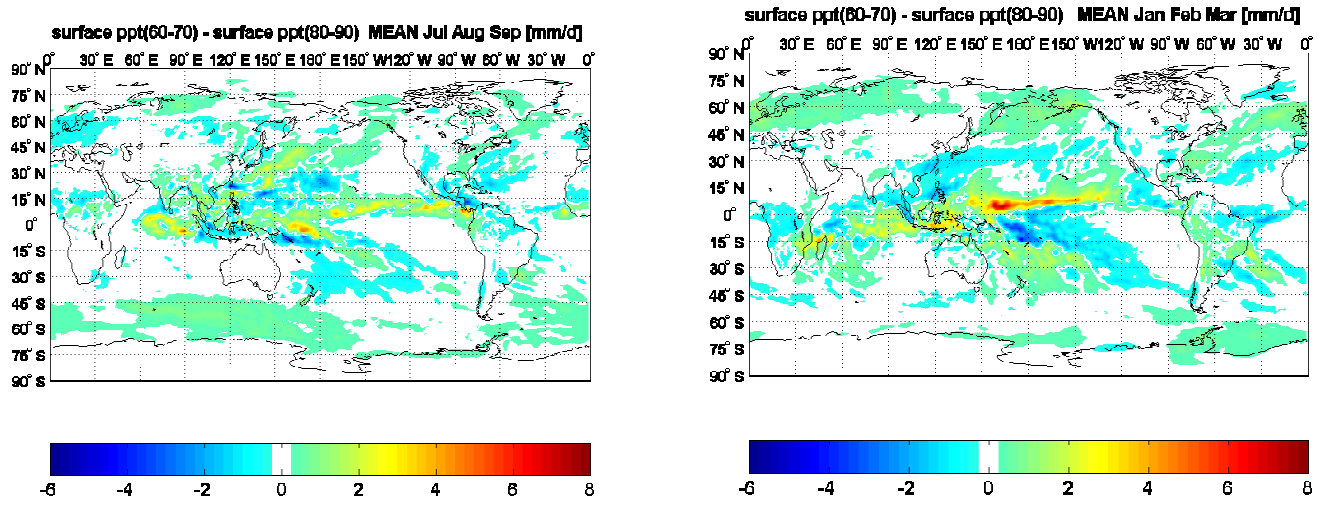 surface ppt(60-70) - surface ppt(80-90) MEAN Jul Aug Sep [mm/d]
0° 30° E 60° E 90° E 120° E 150° E 180° E 150° W 120° W 90° W 60° W 30° W 0°
90° N
75° N
60° N
45° N
30° N
15° N
0°
15° S
30° S
45° S
60° S
75° S
90° S
-6 -4 -2 0 2 4 6 8
surface ppt(60-70) - surface ppt(80-90) MEAN Jan Feb Mar [mm/d]
0° 30° E 60° E 90° E 120° E 150° E 180° E 150° W 120° W 90° W 60° W 30° W 0°
90° N
75° N
60° N
45° N
30° N
15° N
0°
15° S
30° S
45° S
60° S
75° S
90° S
-6 -4 -2 0 2 4 6 8